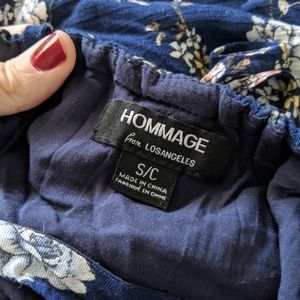 HOMMAGE
from LOSANGELES
S/C
MADE IN CHINA
FABRIQUÉ EN CHINE